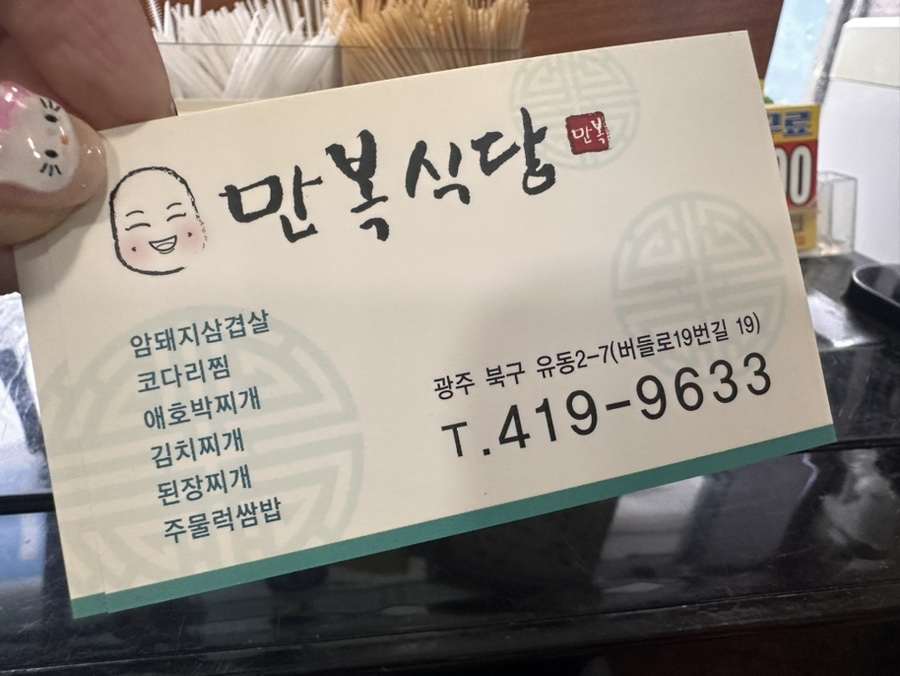 만복식당
만복
암돼지삼겹살
코다리찜
애호박찌개
김치찌개
된장찌개
주물럭쌈밥
광주 북구 유동2-7(버들로19번길 19)
T.419-9633